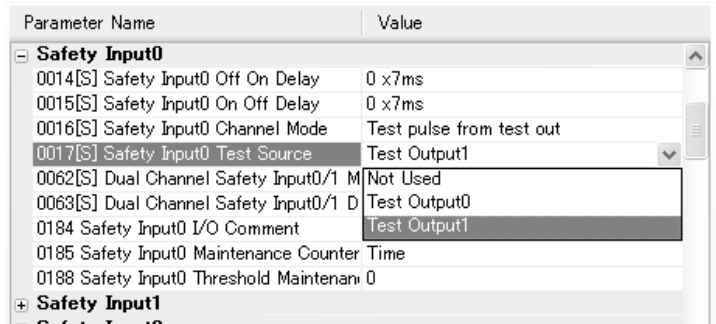 Parameter Name Value
Safety Input0
0014[S] Safety Input0 Off On Delay 0 x7ms
0015[S] Safety Input0 On Off Delay 0 x7ms
0016[S] Safety Input0 Channel Mode Test pulse from test out
0017[S] Safety Input0 Test Source Test Output1
0062[S] Dual Channel Safety Input0/1 M Not Used
0063[S] Dual Channel Safety Input0/1 D Test Output0
0184 Safety Input0 I/O Comment Test Output1
0185 Safety Input0 Maintenance Counter Time
0188 Safety Input0 Threshold Maintenan 0
Safety Input1